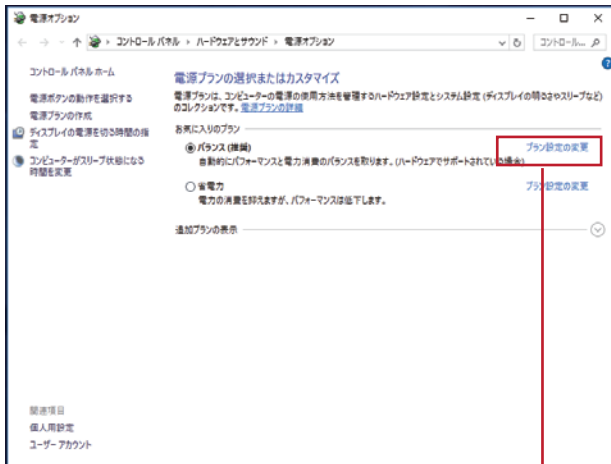 電源オプション
コントロール パネル › ハードウェアとサウンド › 電源オプション
コントロール...
コントロール パネル ホーム
電源ボタンの動作を選択する
電源プランの作成
ディスプレイの電源を切る時間の指
定
コンピューターがスリープ状態になる
時間を変更
電源プランの選択またはカスタマイズ
電源プランは、コンピューターの電源の使用方法を管理するハードウェア設定とシステム設定 (ディスプレイの明るさやスリープなど)
のコレクションです。電源プランの詳細
お気に入りのプラン
バランス (推奨)
プラン設定の変更
自動的にパフォーマンスと電力消費のバランスを取ります。(ハードウェアでサポートされている場合)
省電力
プラン設定の変更
電力の消費を抑えますが、パフォーマンスは低下します。
追加プランの表示
関連項目
個人用設定
ユーザー アカウント